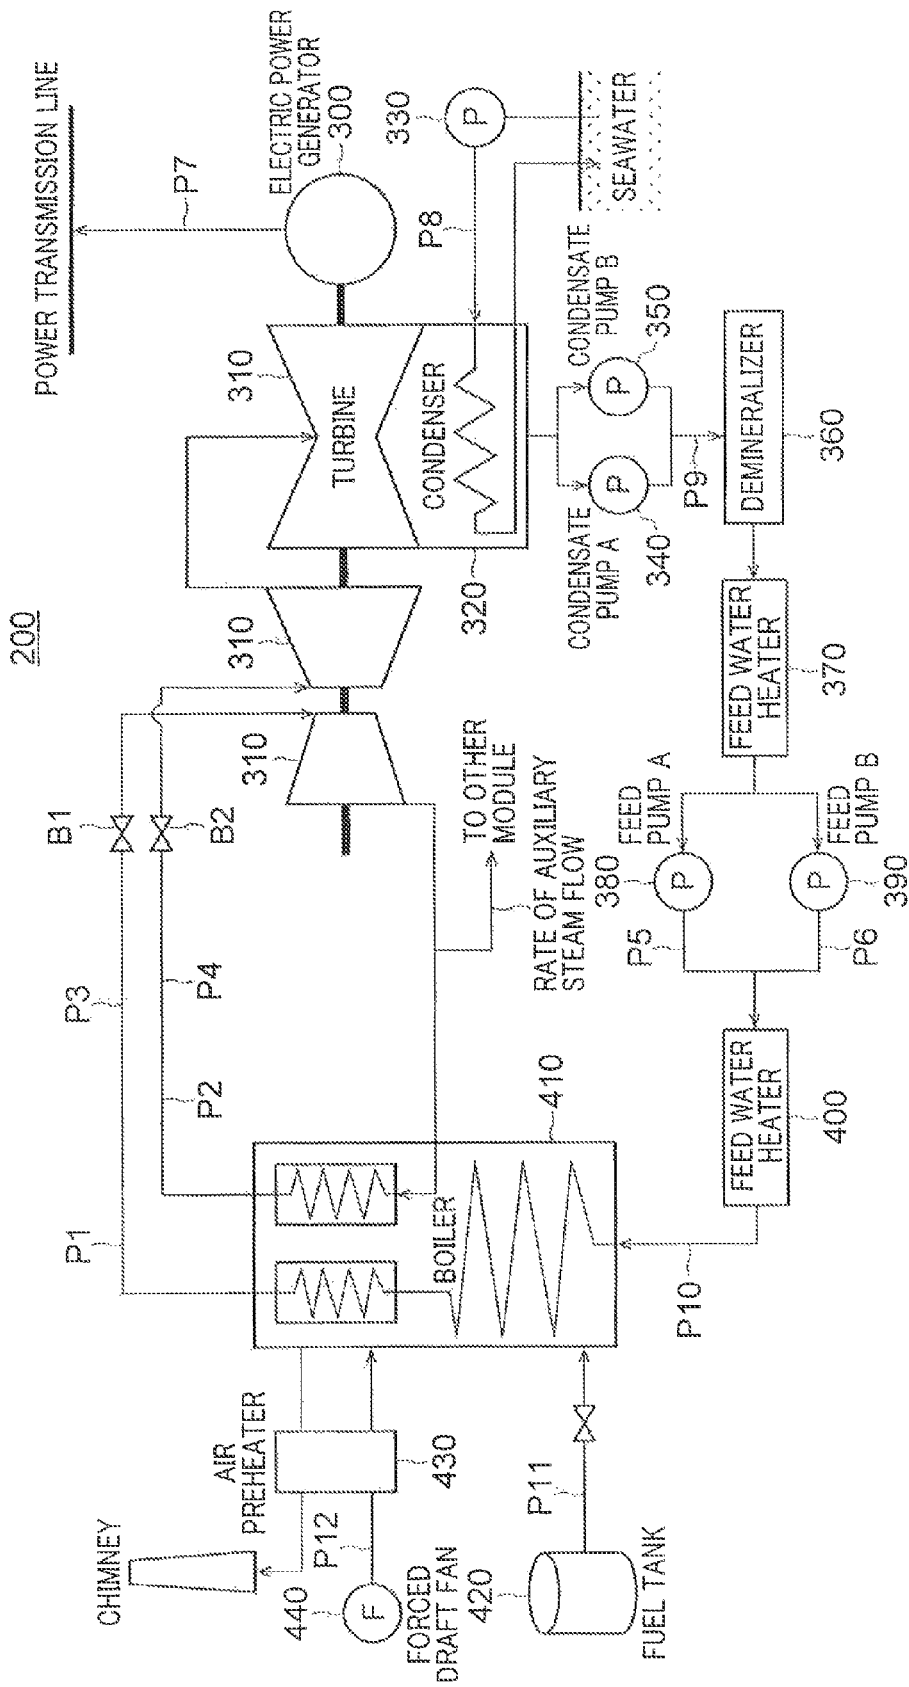 200
POWER TRANSMISSION LINE
P7
ELECTRIC POWER
GENERATOR
300
310
TURBINE
310
310
CONDENSER
320
P8
330
P
SEAWATER
CONDENSATE
PUMP B
350
P
CONDENSATE
PUMP A
340
P
P9
DEMINERALIZER
360
FEED WATER
HEATER
370
FEED
PUMP A
380
P
P5
FEED
PUMP B
390
P
P6
FEED WATER
HEATER
400
P10
B1
B2
P3
P4
P1
P2
TO OTHER
MODULE
RATE OF AUXILIARY
STEAM FLOW
410
BOILER
AIR
PREHEATER
430
CHIMNEY
P12
440
F
FORCED
DRAFT FAN
P11
420
FUEL TANK